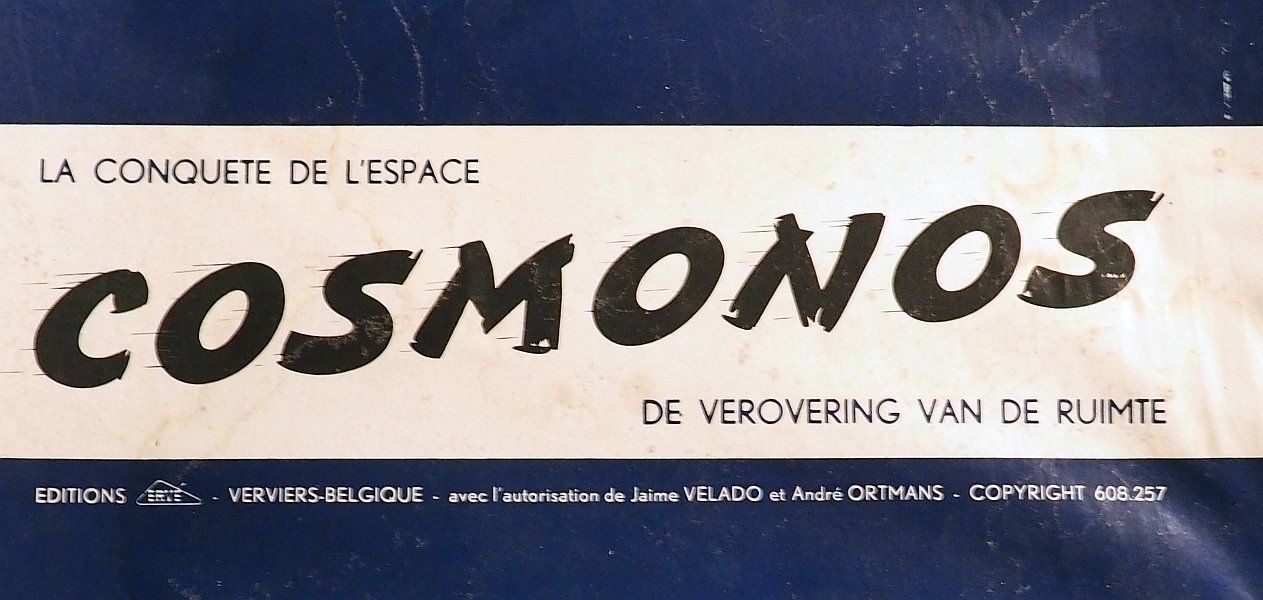 LA CONQUETE DE L'ESPACE
COSMONOS
DE VEROVERING VAN DE RUIMTE
EDITIONS ERVE - VERVIERS-BELGIQUE - avec l'autorisation de Jaime VELADO et André ORTMANS - COPYRIGHT 608.257